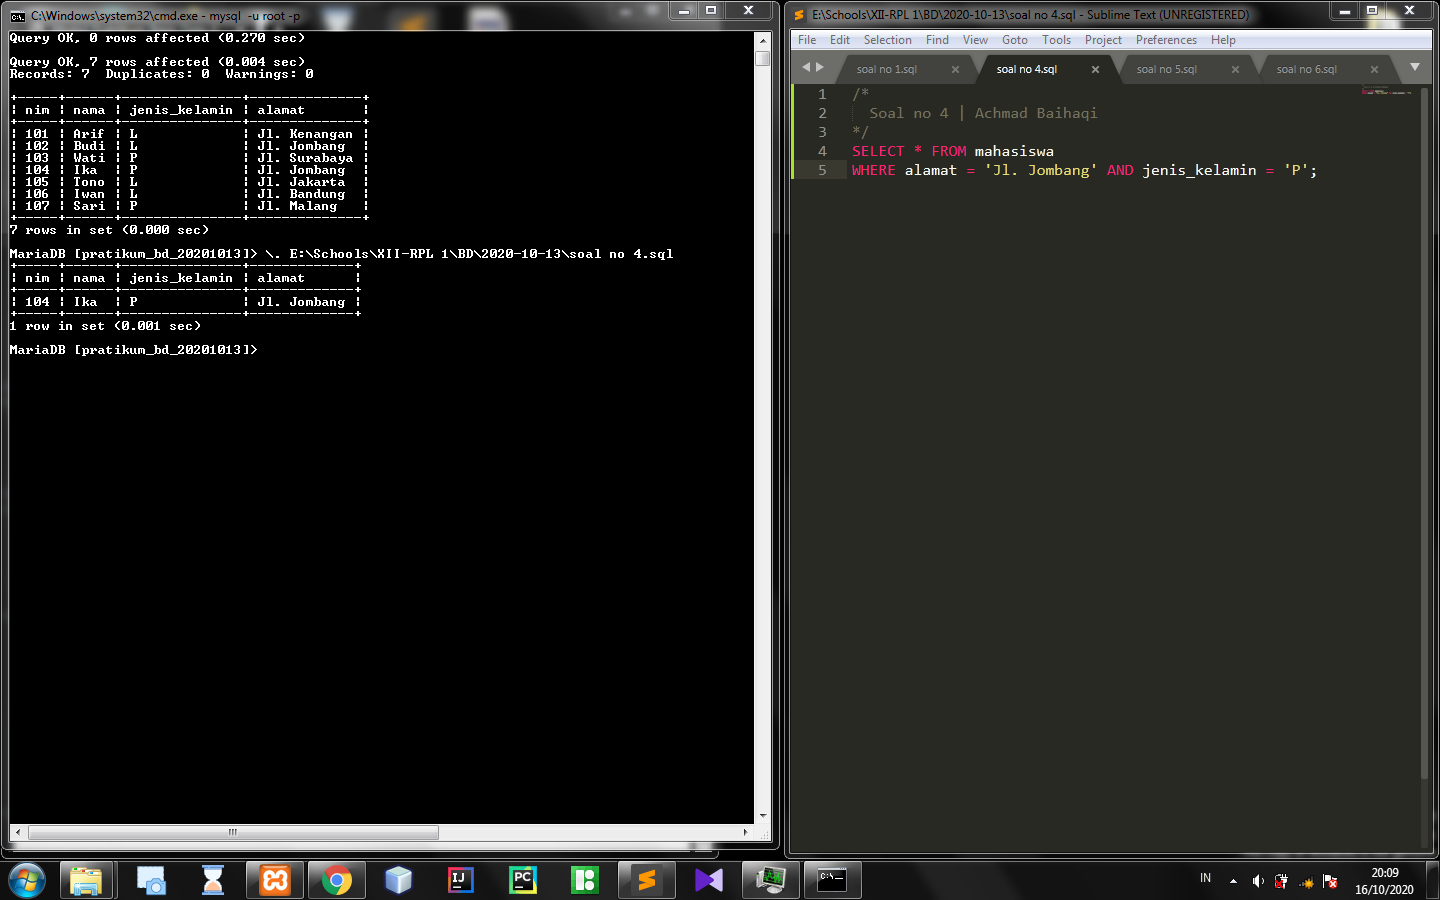 C:\Windows\system32\cmd.exe - mysql  -u root -p
Query OK, 0 rows affected (0.270 sec)
Query OK, 7 rows affected (0.004 sec)
Records: 7  Duplicates: 0  Warnings: 0
+-----+------+---------------+--------------+
| nim | nama | jenis_kelamin | alamat       |
+-----+------+---------------+--------------+
| 101 | Arif | L             | Jl. Kenangan |
| 102 | Budi | L             | Jl. Jombang  |
| 103 | Wati | P             | Jl. Surabaya |
| 104 | Ika  | P             | Jl. Jombang  |
| 105 | Tono | L             | Jl. Jakarta  |
| 106 | Iwan | L             | Jl. Bandung  |
| 107 | Sari | P             | Jl. Malang   |
+-----+------+---------------+--------------+
7 rows in set (0.000 sec)
MariaDB [pratikum_bd_20201013]> \. E:\Schools\XII-RPL 1\BD\2020-10-13\soal no 4.sql
+-----+------+---------------+-------------+
| nim | nama | jenis_kelamin | alamat      |
+-----+------+---------------+-------------+
| 104 | Ika  | P             | Jl. Jombang |
+-----+------+---------------+-------------+
1 row in set (0.001 sec)
MariaDB [pratikum_bd_20201013]>
E:\Schools\XII-RPL 1\BD\2020-10-13\soal no 4.sql - Sublime Text (UNREGISTERED)
File Edit Selection Find View Goto Tools Project Preferences Help
soal no 1.sql × soal no 4.sql × soal no 5.sql × soal no 6.sql ×
1 /*
2   Soal no 4 | Achmad Baihaqi
3 */
4 SELECT * FROM mahasiswa
5 WHERE alamat = 'Jl. Jombang' AND jenis_kelamin = 'P';
IJ
PC
C:\_
IN
20:09
16/10/2020